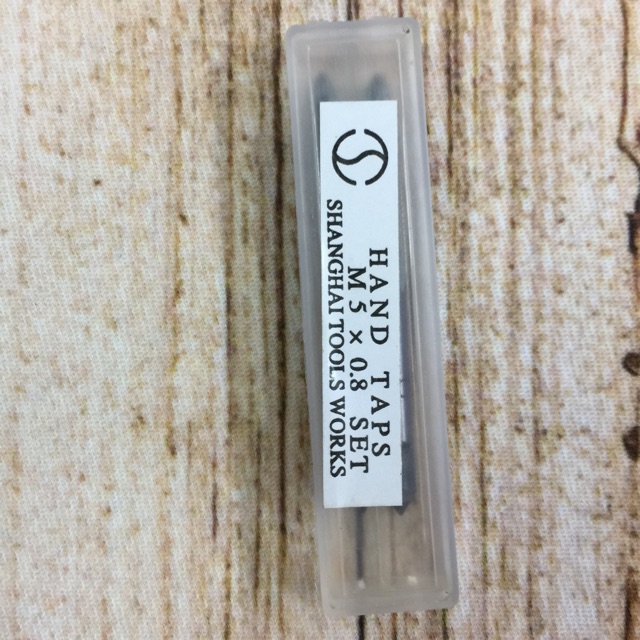 HAND TAPS
M 5 × 0.8 SET
SHANGHAI TOOLS WORKS